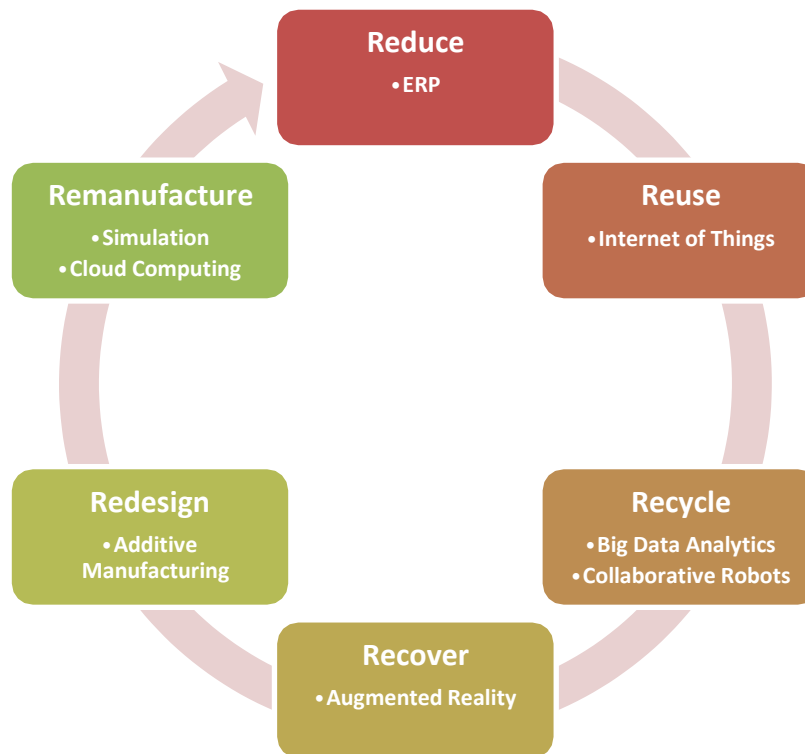 Reduce
•ERP
Reuse
•Internet of Things
Recycle
•Big Data Analytics
•Collaborative Robots
Recover
•Augmented Reality
Redesign
•Additive
Manufacturing
Remanufacture
•Simulation
•Cloud Computing